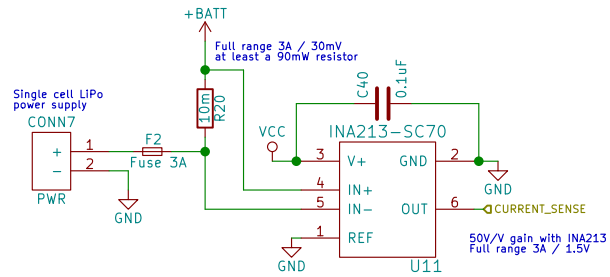 +BATT
Full range 3A / 30mV
at least a 90mW resistor
Single cell LiPo
power supply
CONN7
+
-
1
2
PWR
F2
Fuse 3A
GND
10m
R20
C40
0.1uF
VCC
INA213-SC70
3 V+
GND 2
4 IN+
5 IN-
OUT 6
1 REF
U11
GND
GND
CURRENT_SENSE
50V/V gain with INA213
Full range 3A / 1.5V